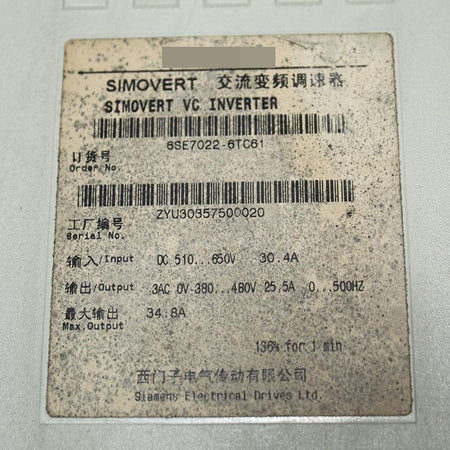 SIMOVERT 交流变频调速器
SIMOVERT VC INVERTER
6SE7022-6TC61
订货号
Order No.
ZYU30357500020
工厂编号
Serial No.
输入/Input DC 510...650V 30.4A
输出/Output 3AC 0V-380...480V 25.5A 0...500HZ
最大输出 34.8A
Max.Output
136% for 1 min
西门子电气传动有限公司
Siemens Electrical Drives Ltd.